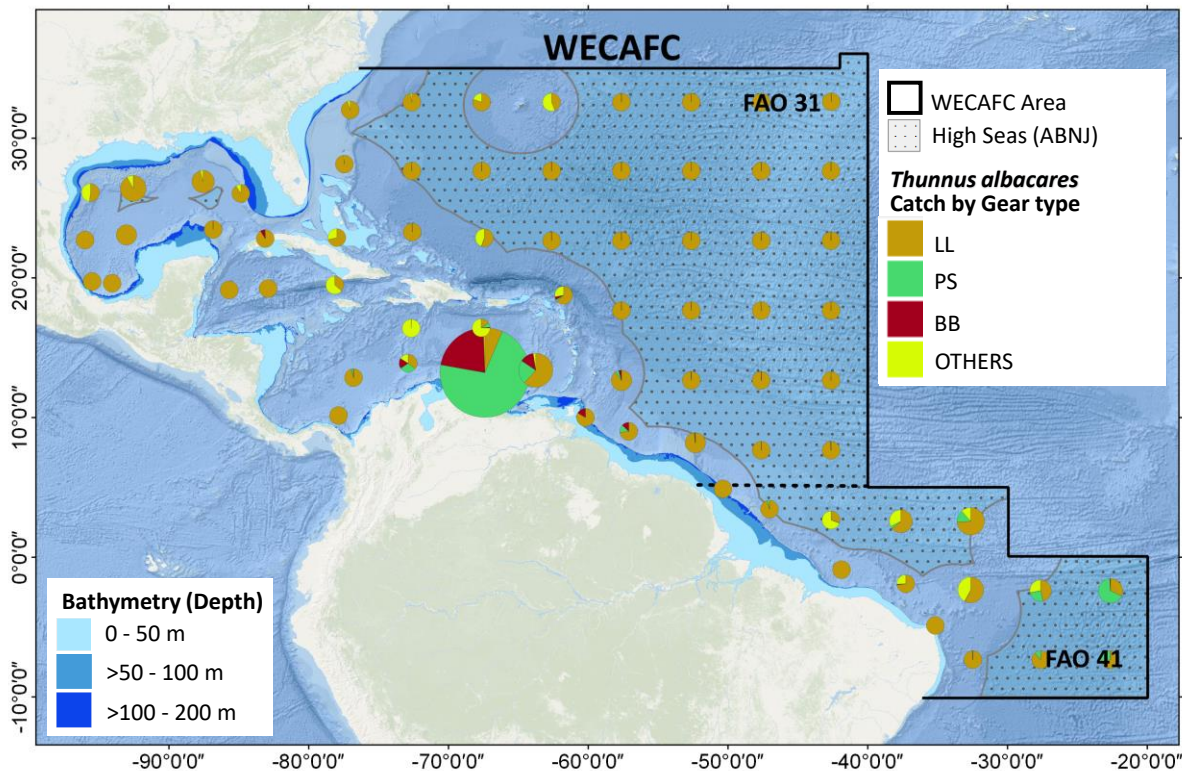 WECAFC
FAO 31
WECAFC Area
High Seas (ABNJ)
Thunnus albacares
Catch by Gear type
LL
PS
BB
OTHERS
30°0'0"
20°0'0"
10°0'0"
0°0'0"
-10°0'0"
Bathymetry (Depth)
0 - 50 m
>50 - 100 m
>100 - 200 m
FAO 41
-90°0'0"
-80°0'0"
-70°0'0"
-60°0'0"
-50°0'0"
-40°0'0"
-30°0'0"
-20°0'0"